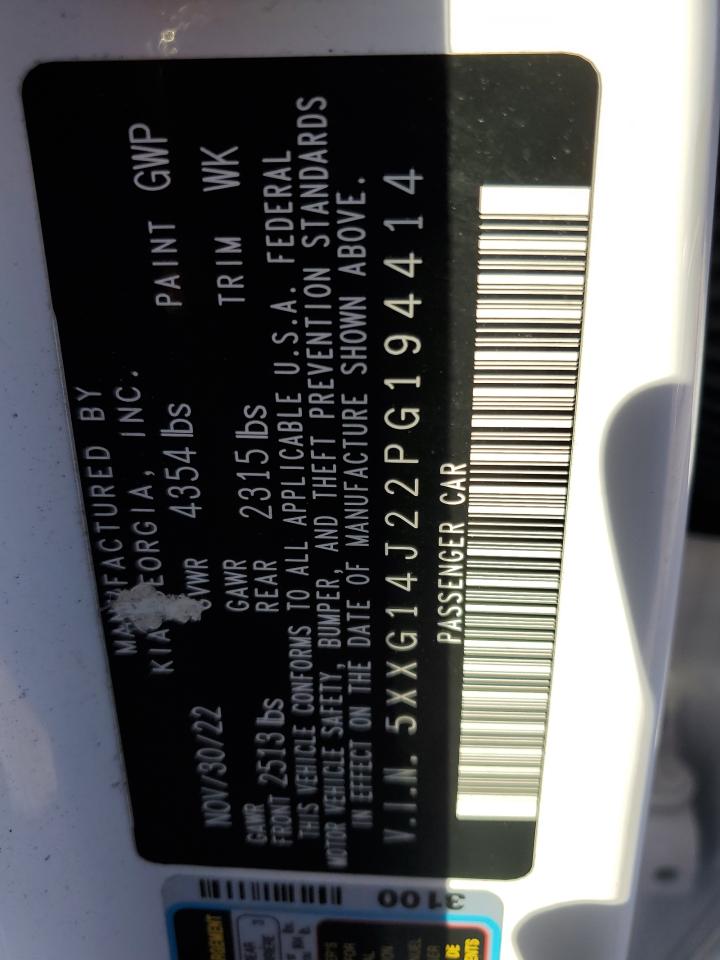 MANUFACTURED BY
KIA GEORGIA, INC. PAINT GWP
NOV/30/22 GVWR 4354 lbs TRIM WK
GAWR FRONT 2513 lbs GAWR REAR 2315 lbs
THIS VEHICLE CONFORMS TO ALL APPLICABLE U.S.A. FEDERAL
MOTOR VEHICLE SAFETY, BUMPER, AND THEFT PREVENTION STANDARDS
IN EFFECT ON THE DATE OF MANUFACTURE SHOWN ABOVE.
V.I.N. 5XXG14J22PG194414
PASSENGER CAR
3100